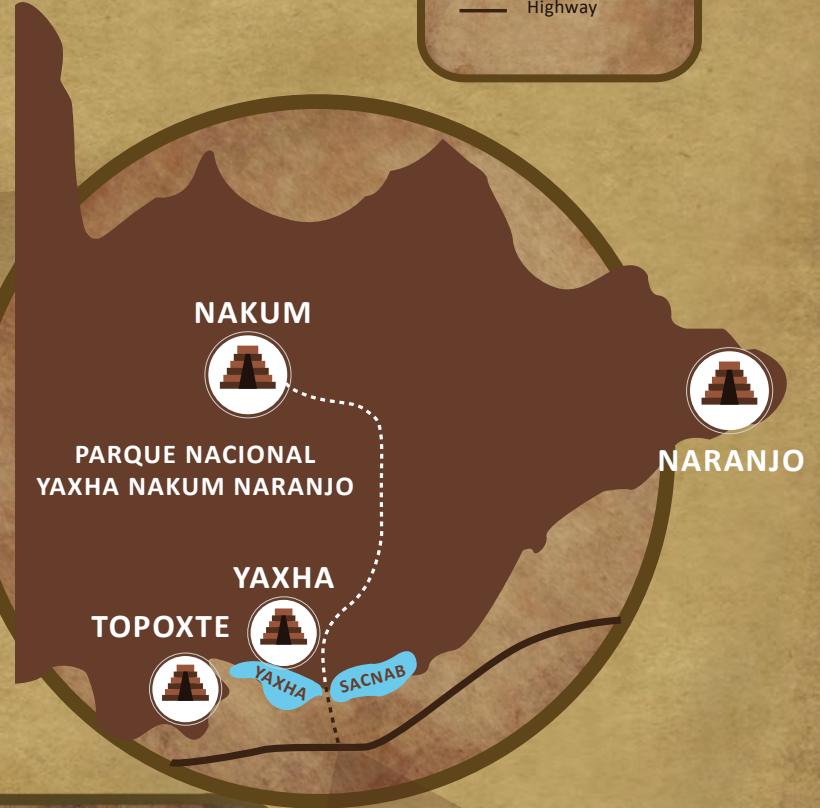 Highway
NAKUM
PARQUE NACIONAL
YAXHA NAKUM NARANJO
NARANJO
YAXHA
TOPOXTE
YAXHA
SACNAB